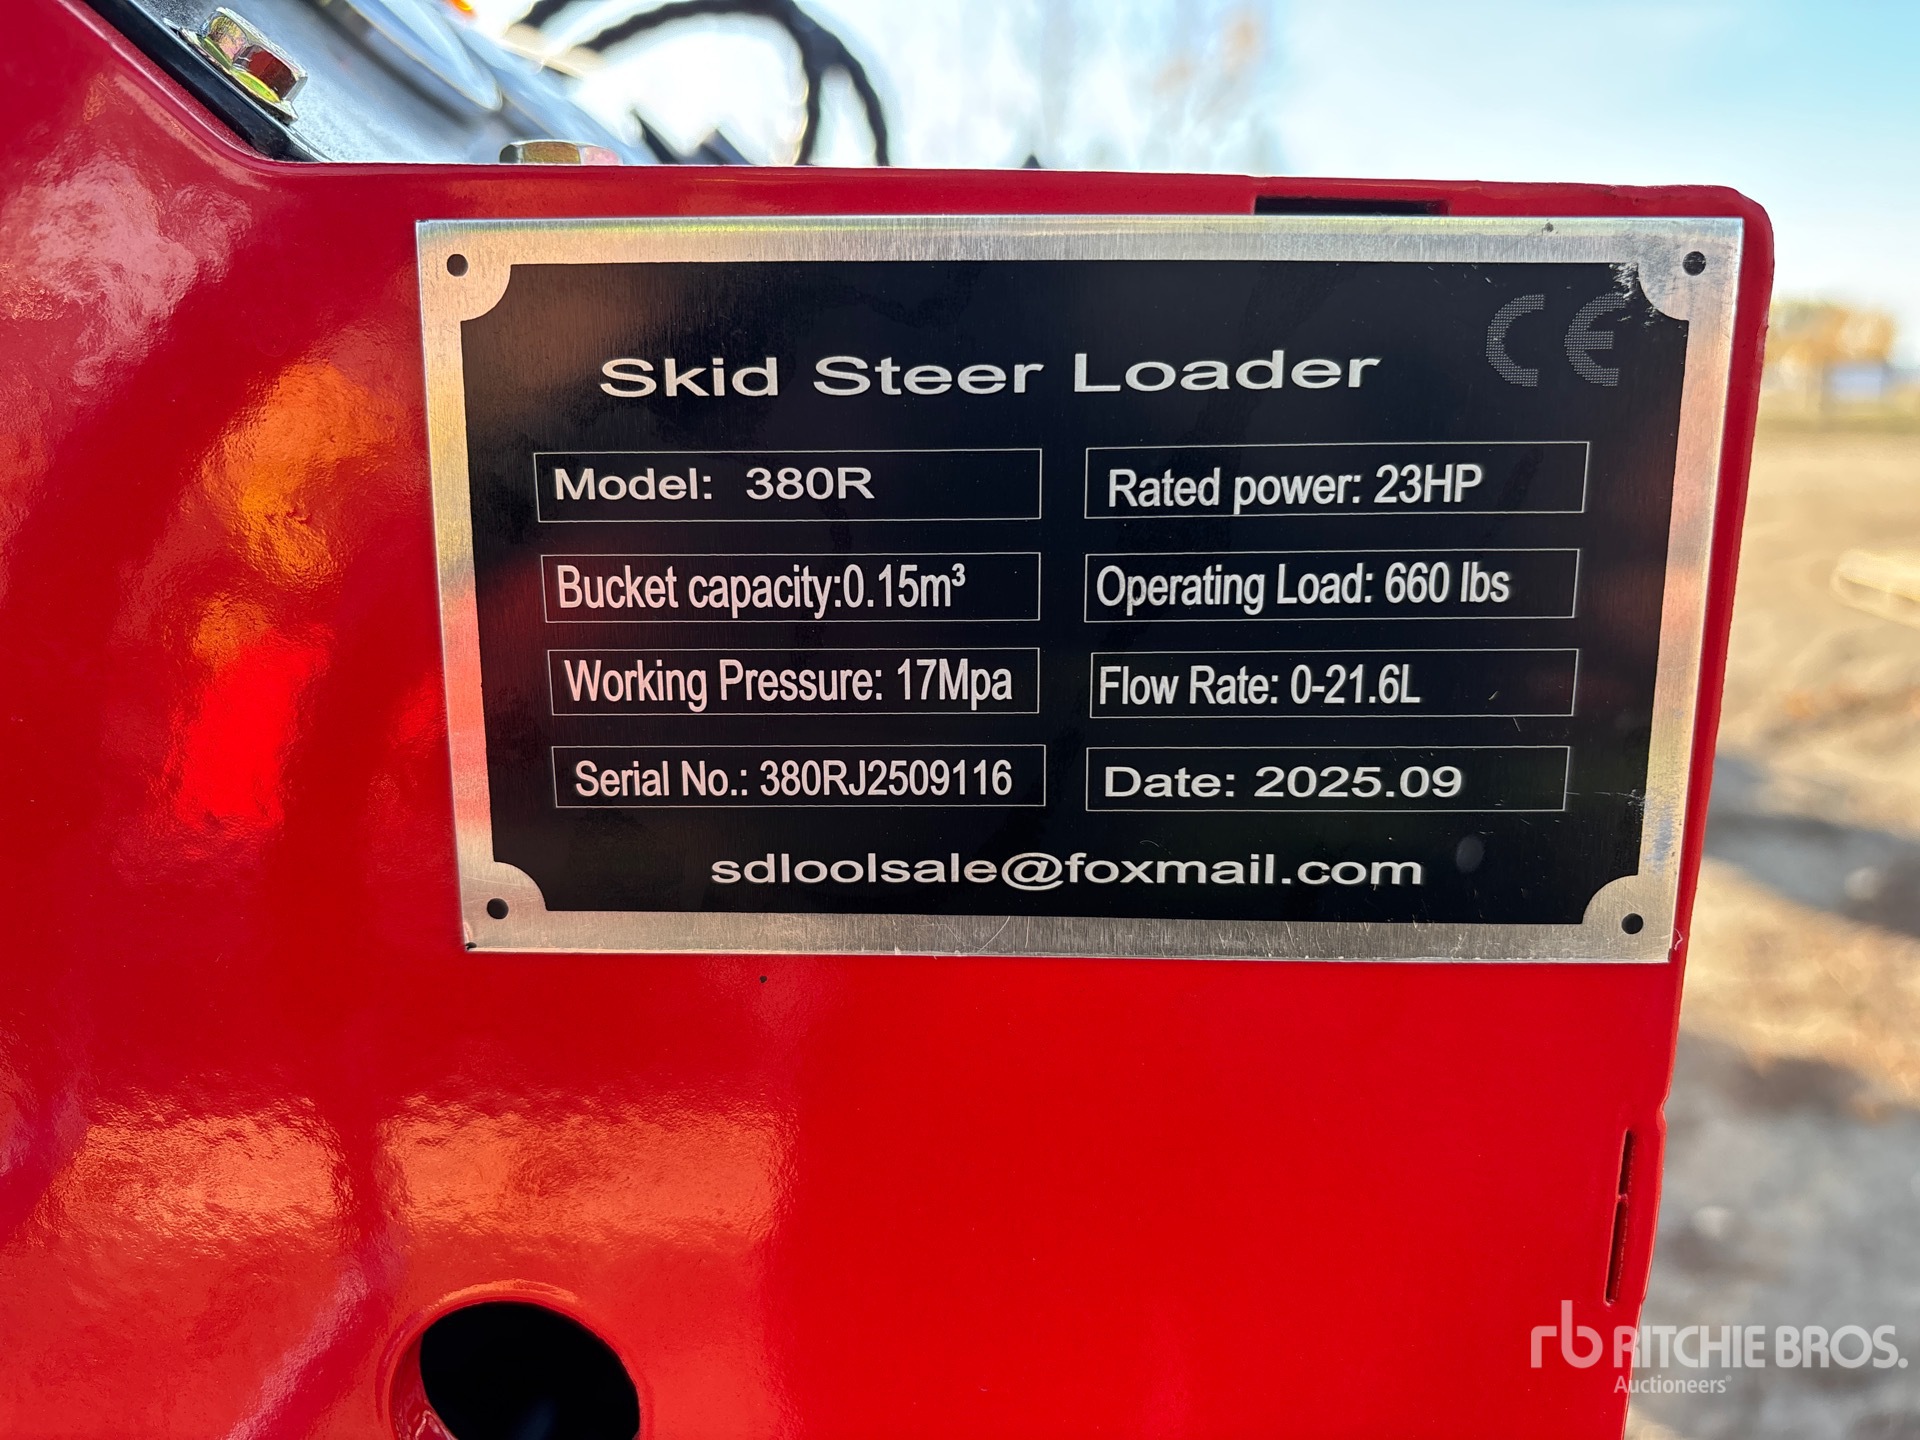 CE
Skid Steer Loader
Model: 380R
Rated power: 23HP
Bucket capacity:0.15m³
Operating Load: 660 lbs
Working Pressure: 17Mpa
Flow Rate: 0-21.6L
Serial No.: 380RJ2509116
Date: 2025.09
sdloolsale@foxmail.com
rb RITCHIE BROS.
Auctioneers